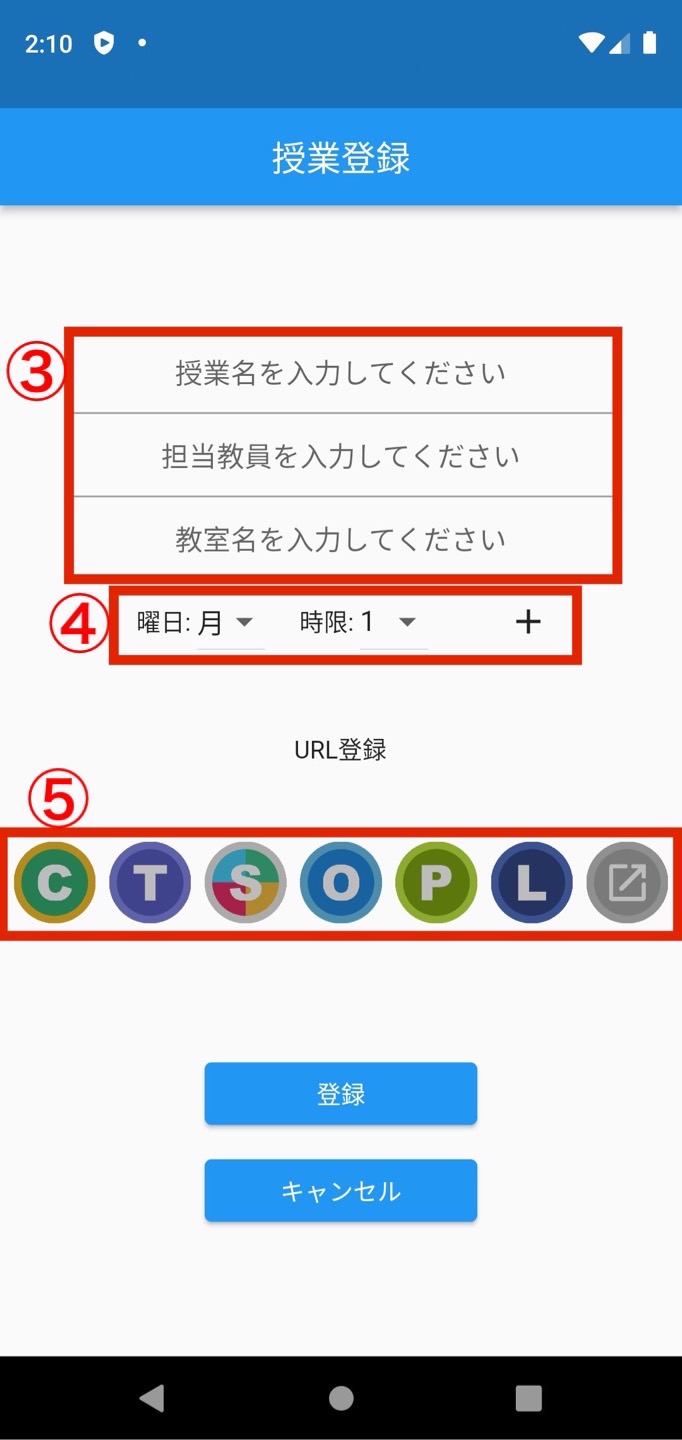 2:10
授業登録
③
授業名を入力してください
担当教員を入力してください
教室名を入力してください
④ 曜日: 月 時限: 1 +
URL登録
⑤
C T S O P L
登録
キャンセル